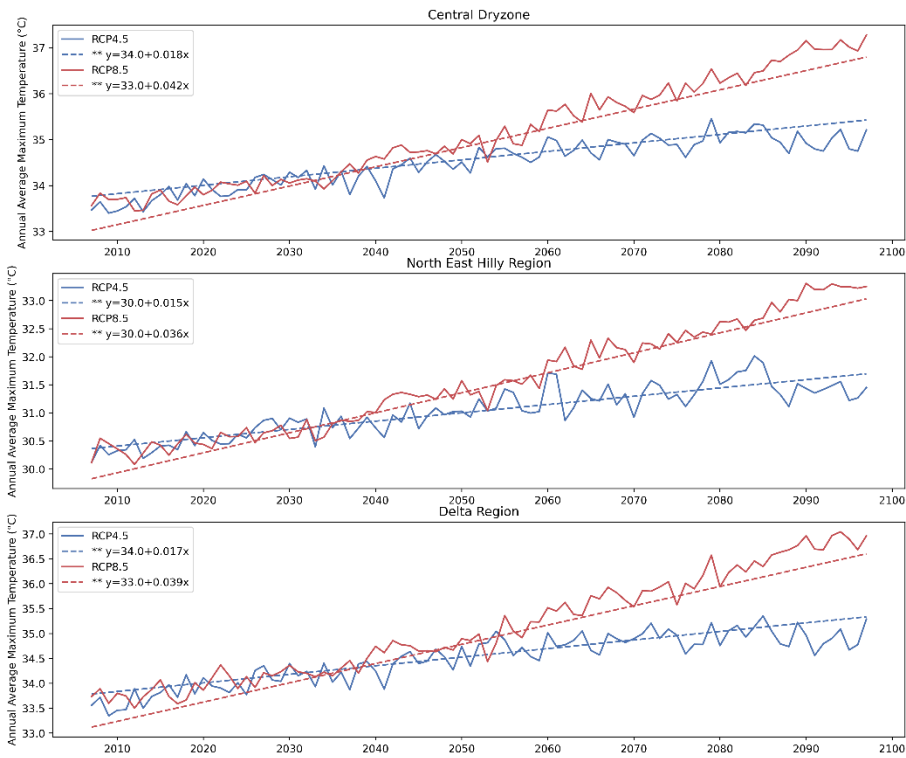 Central Dryzone
Annual Average Maximum Temperature (°C)
RCP4.5
** y=34.0+0.018x
RCP8.5
** y=33.0+0.042x
37
36
35
34
33
2010 2020 2030 2040 2050 2060 2070 2080 2090 2100
North East Hilly Region
Annual Average Maximum Temperature (°C)
RCP4.5
** y=30.0+0.015x
RCP8.5
** y=30.0+0.036x
33.0
32.5
32.0
31.5
31.0
30.5
30.0
2010 2020 2030 2040 2050 2060 2070 2080 2090 2100
Delta Region
Annual Average Maximum Temperature (°C)
RCP4.5
** y=34.0+0.017x
RCP8.5
** y=33.0+0.039x
37.0
36.5
36.0
35.5
35.0
34.5
34.0
33.5
33.0
2010 2020 2030 2040 2050 2060 2070 2080 2090 2100